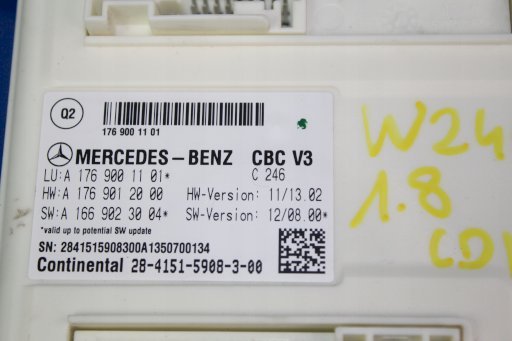 Q2
176 900 11 01
MERCEDES-BENZ CBC V3
C 246
LU:A 176 900 11 01*
HW:A 176 901 20 00 HW-Version: 11/13.02
SW:A 166 902 30 04* SW-Version: 12/08.00*
*valid up to potential SW update
SN: 2841515908300A1350700134
Continental 28-4151-5908-3-00
1.8